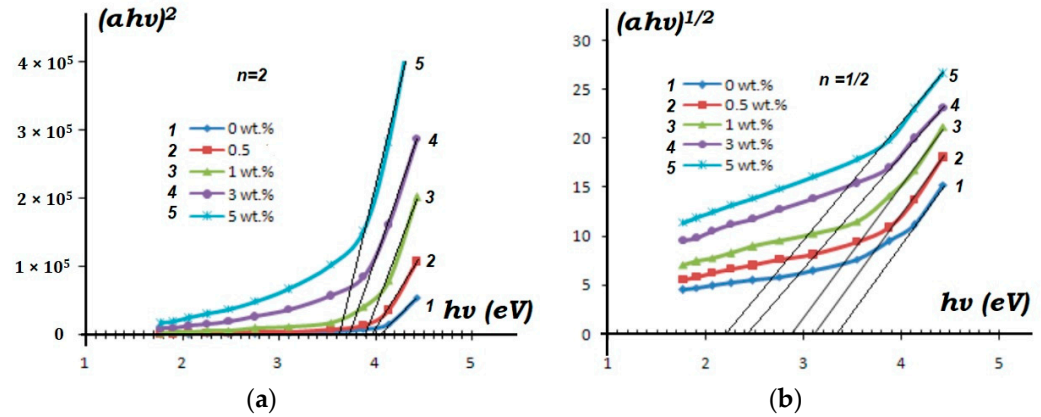 (ahν)²
4 × 10⁵
3 × 10⁵
2 × 10⁵
1 × 10⁵
0
n=2
1 0 wt.%
2 0.5
3 1 wt.%
4 3 wt.%
5 5 wt.%
5
4
3
2
1
hν (eV)
1 2 3 4 5
(a)
(ahν)¹/²
30
25
20
15
10
5
0
n =1/2
1 0 wt.%
2 0.5 wt.%
3 1 wt.%
4 3 wt.%
5 5 wt.%
5
4
3
2
1
hν (eV)
1 2 3 4 5
(b)